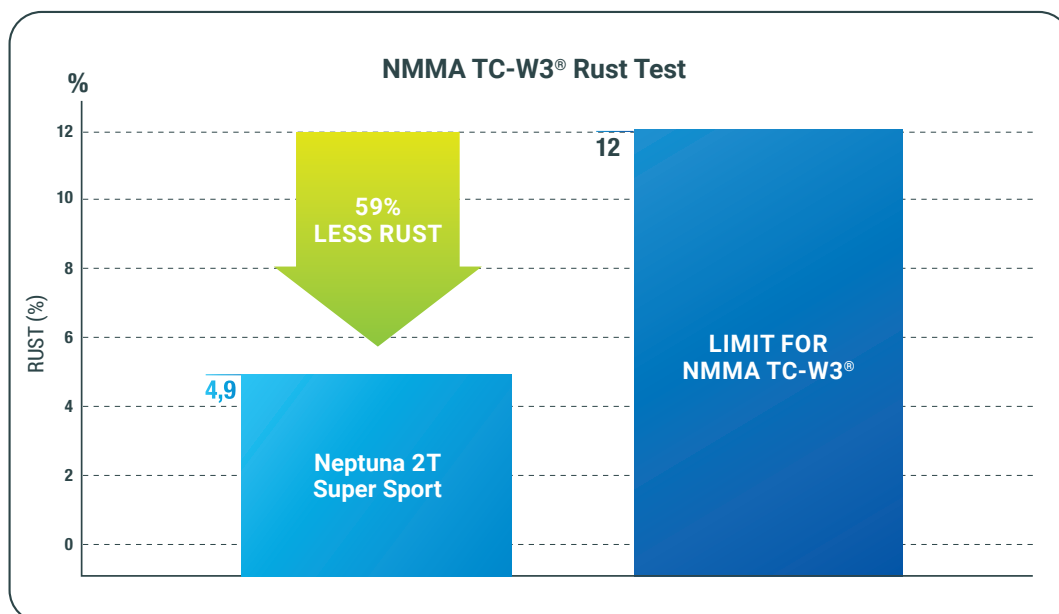 NMMA TC-W3® Rust Test
%
12
10
8
6
4
2
0
RUST (%)
59%
LESS RUST
4,9
Neptuna 2T
Super Sport
12
LIMIT FOR
NMMA TC-W3®